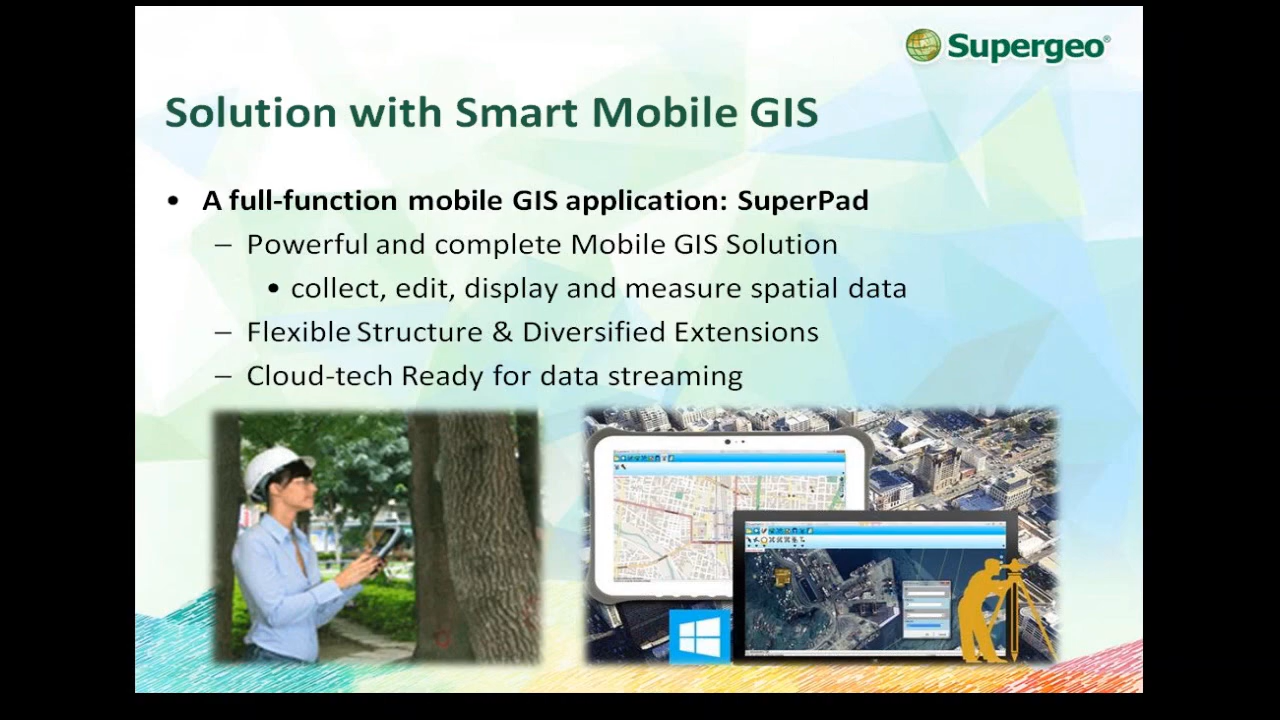 Supergeo®
Solution with Smart Mobile GIS
• A full-function mobile GIS application: SuperPad
– Powerful and complete Mobile GIS Solution
• collect, edit, display and measure spatial data
– Flexible Structure & Diversified Extensions
– Cloud-tech Ready for data streaming